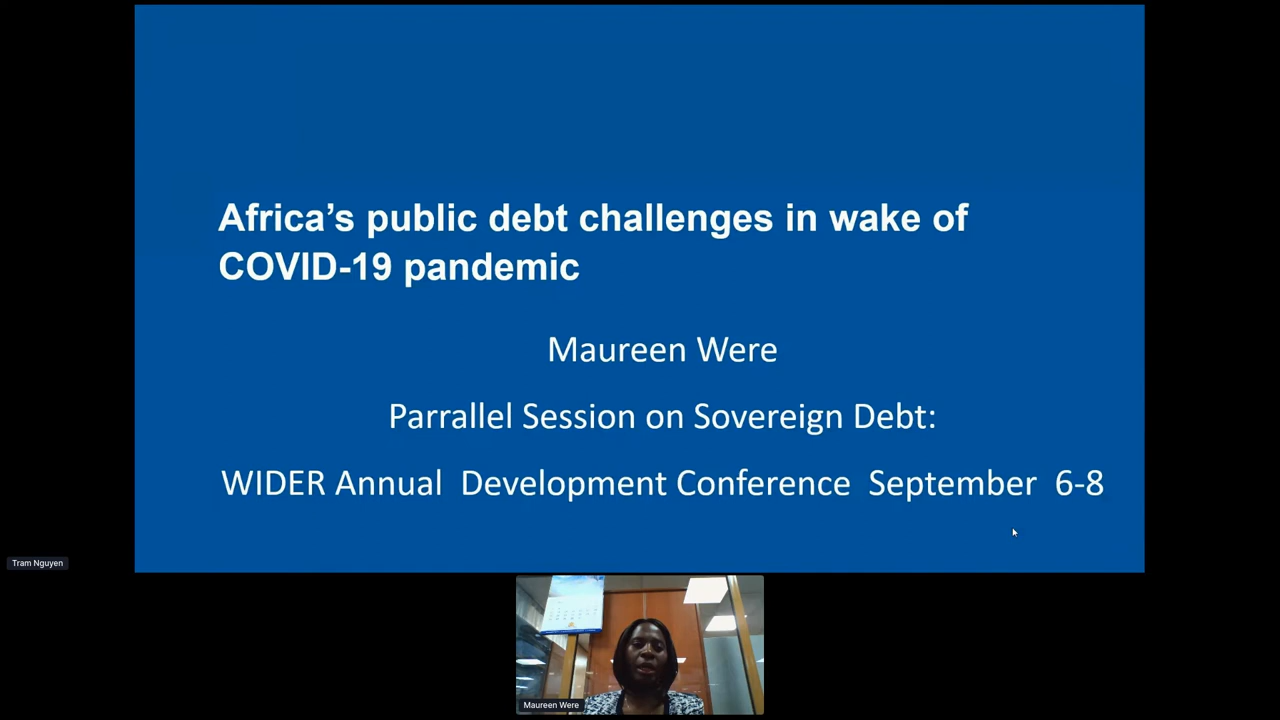 Africa’s public debt challenges in wake of
COVID-19 pandemic
Maureen Were
Parrallel Session on Sovereign Debt:
WIDER Annual Development Conference September 6-8
Tram Nguyen
Maureen Were